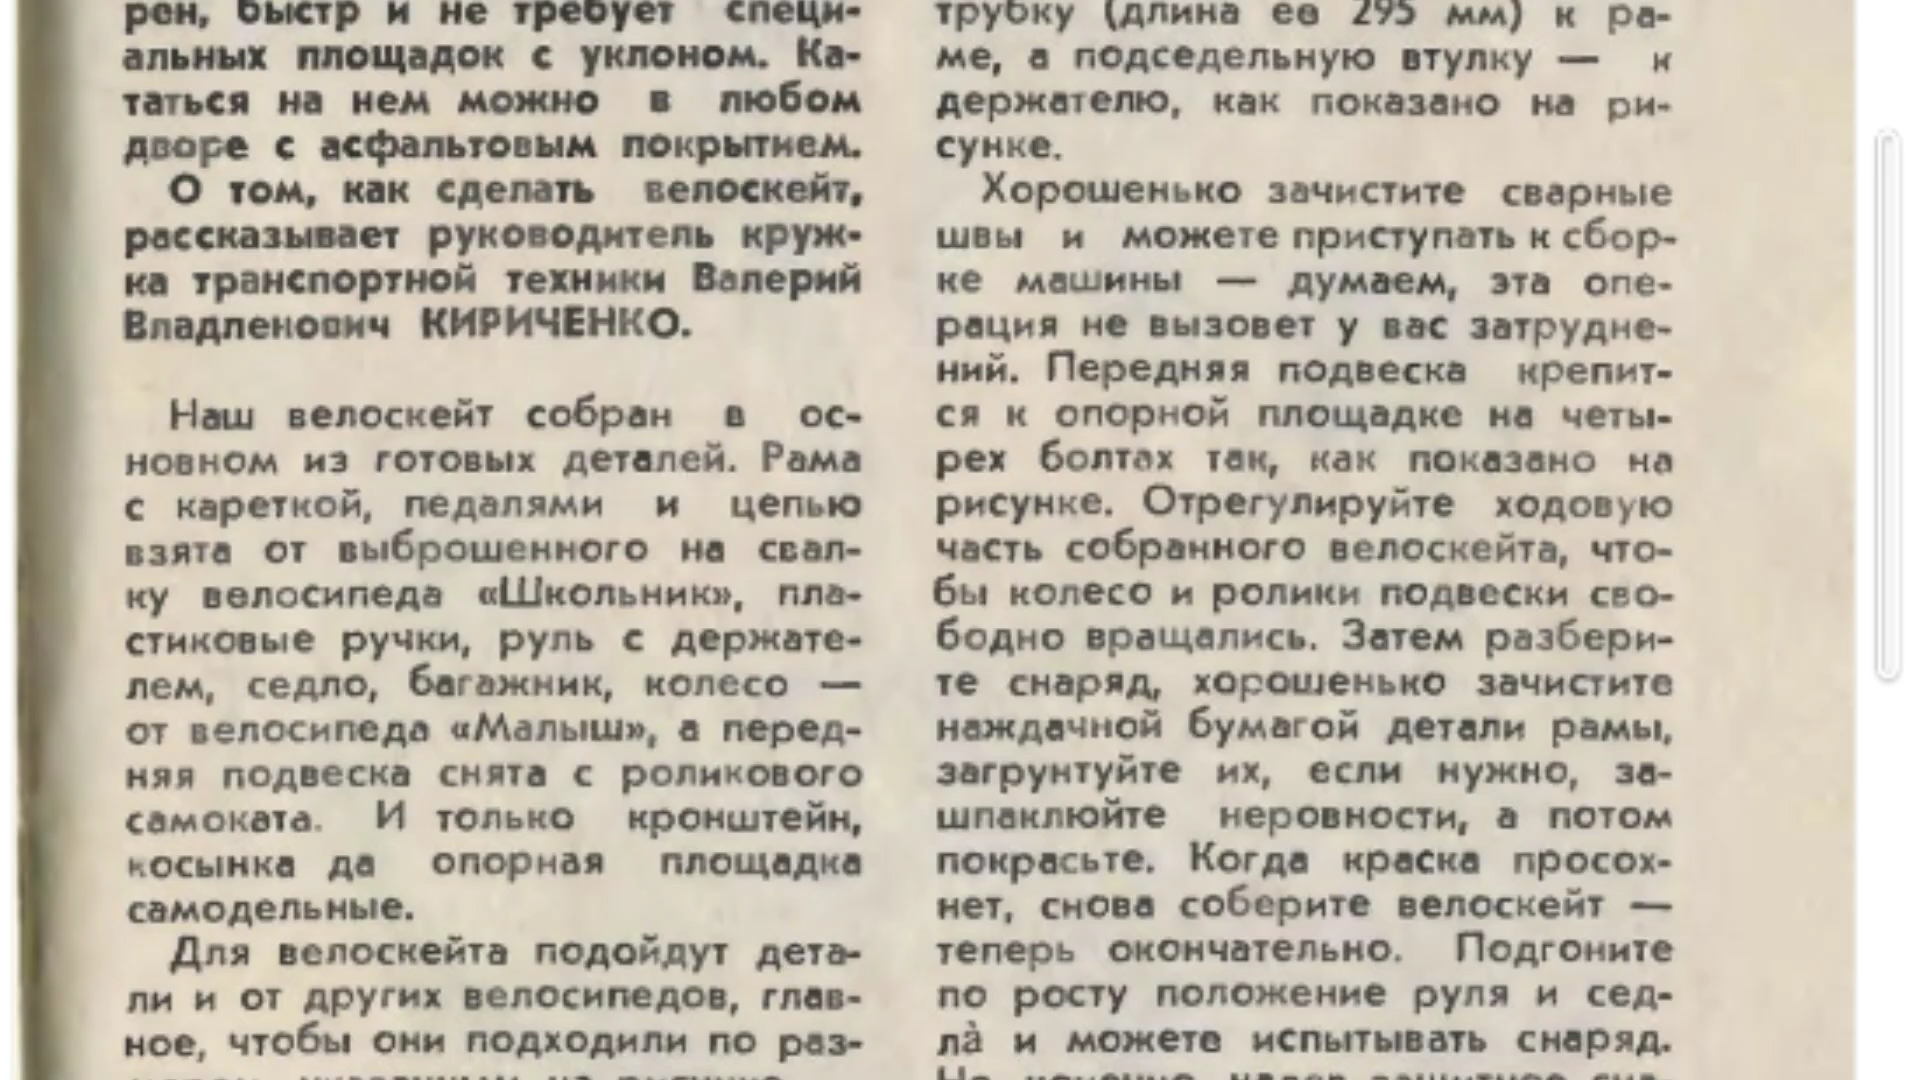 рен, быстр и не требует специ-
альных площадок с уклоном. Ка-
таться на нем можно в любом
дворе с асфальтовым покрытием.
О том, как сделать велоскейт,
рассказывает руководитель круж-
ка транспортной техники Валерий
Владленович КИРИЧЕНКО.
Наш велоскейт собран в ос-
новном из готовых деталей. Рама
с кареткой, педалями и цепью
взята от выброшенного на свал-
ку велосипеда «Школьник», пла-
стиковые ручки, руль с держате-
лем, седло, багажник, колесо —
от велосипеда «Малыш», а перед-
няя подвеска снята с роликового
самоката. И только кронштейн,
косынка да опорная площадка
самодельные.
Для велоскейта подойдут дета-
ли и от других велосипедов, глав-
ное, чтобы они подходили по раз-
трубку (длина ее 295 мм) к ра-
ме, а подседельную втулку — к
держателю, как показано на ри-
сунке.
Хорошенько зачистите сварные
швы и можете приступать к сбор-
ке машины — думаем, эта опе-
рация не вызовет у вас затрудне-
ний. Передняя подвеска крепит-
ся к опорной площадке на четы-
рех болтах так, как показано на
рисунке. Отрегулируйте ходовую
часть собранного велоскейта, что-
бы колесо и ролики подвески сво-
бодно вращались. Затем разбери-
те снаряд, хорошенько зачистите
наждачной бумагой детали рамы,
загрунтуйте их, если нужно, за-
шпаклюйте неровности, а потом
покрасьте. Когда краска просох-
нет, снова соберите велоскейт —
теперь окончательно. Подгоните
по росту положение руля и сед-
ла и можете испытывать снаряд.